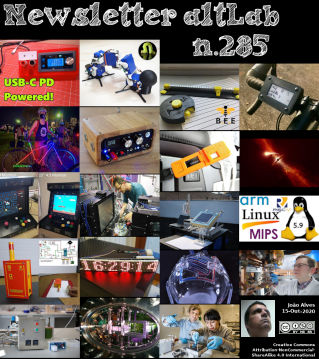 Newsletter altLab
n.285
USB-C PD
Powered!
BEE
arm
Linux
5.9
MIPS
João Alves
15-Out-2020
Creative Commons
Attribution NonCommercial
ShareAlike 4.0 International